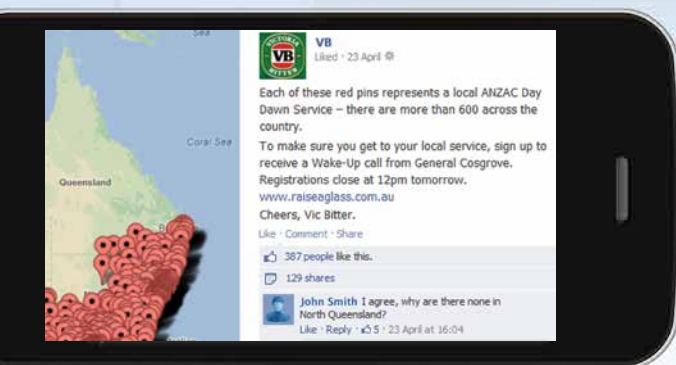 Sea
Coral Sea
Queensland
VICTORIA
VB
BITTER
VB
Liked · 23 April
Each of these red pins represents a local ANZAC Day
Dawn Service – there are more than 600 across the
country.
To make sure you get to your local service, sign up to
receive a Wake-Up call from General Cosgrove.
Registrations close at 12pm tomorrow.
www.raiseaglass.com.au
Cheers, Vic Bitter.
Like · Comment · Share
387 people like this.
129 shares
John Smith I agree, why are there none in
North Queensland?
Like · Reply · 5 · 23 April at 16:04